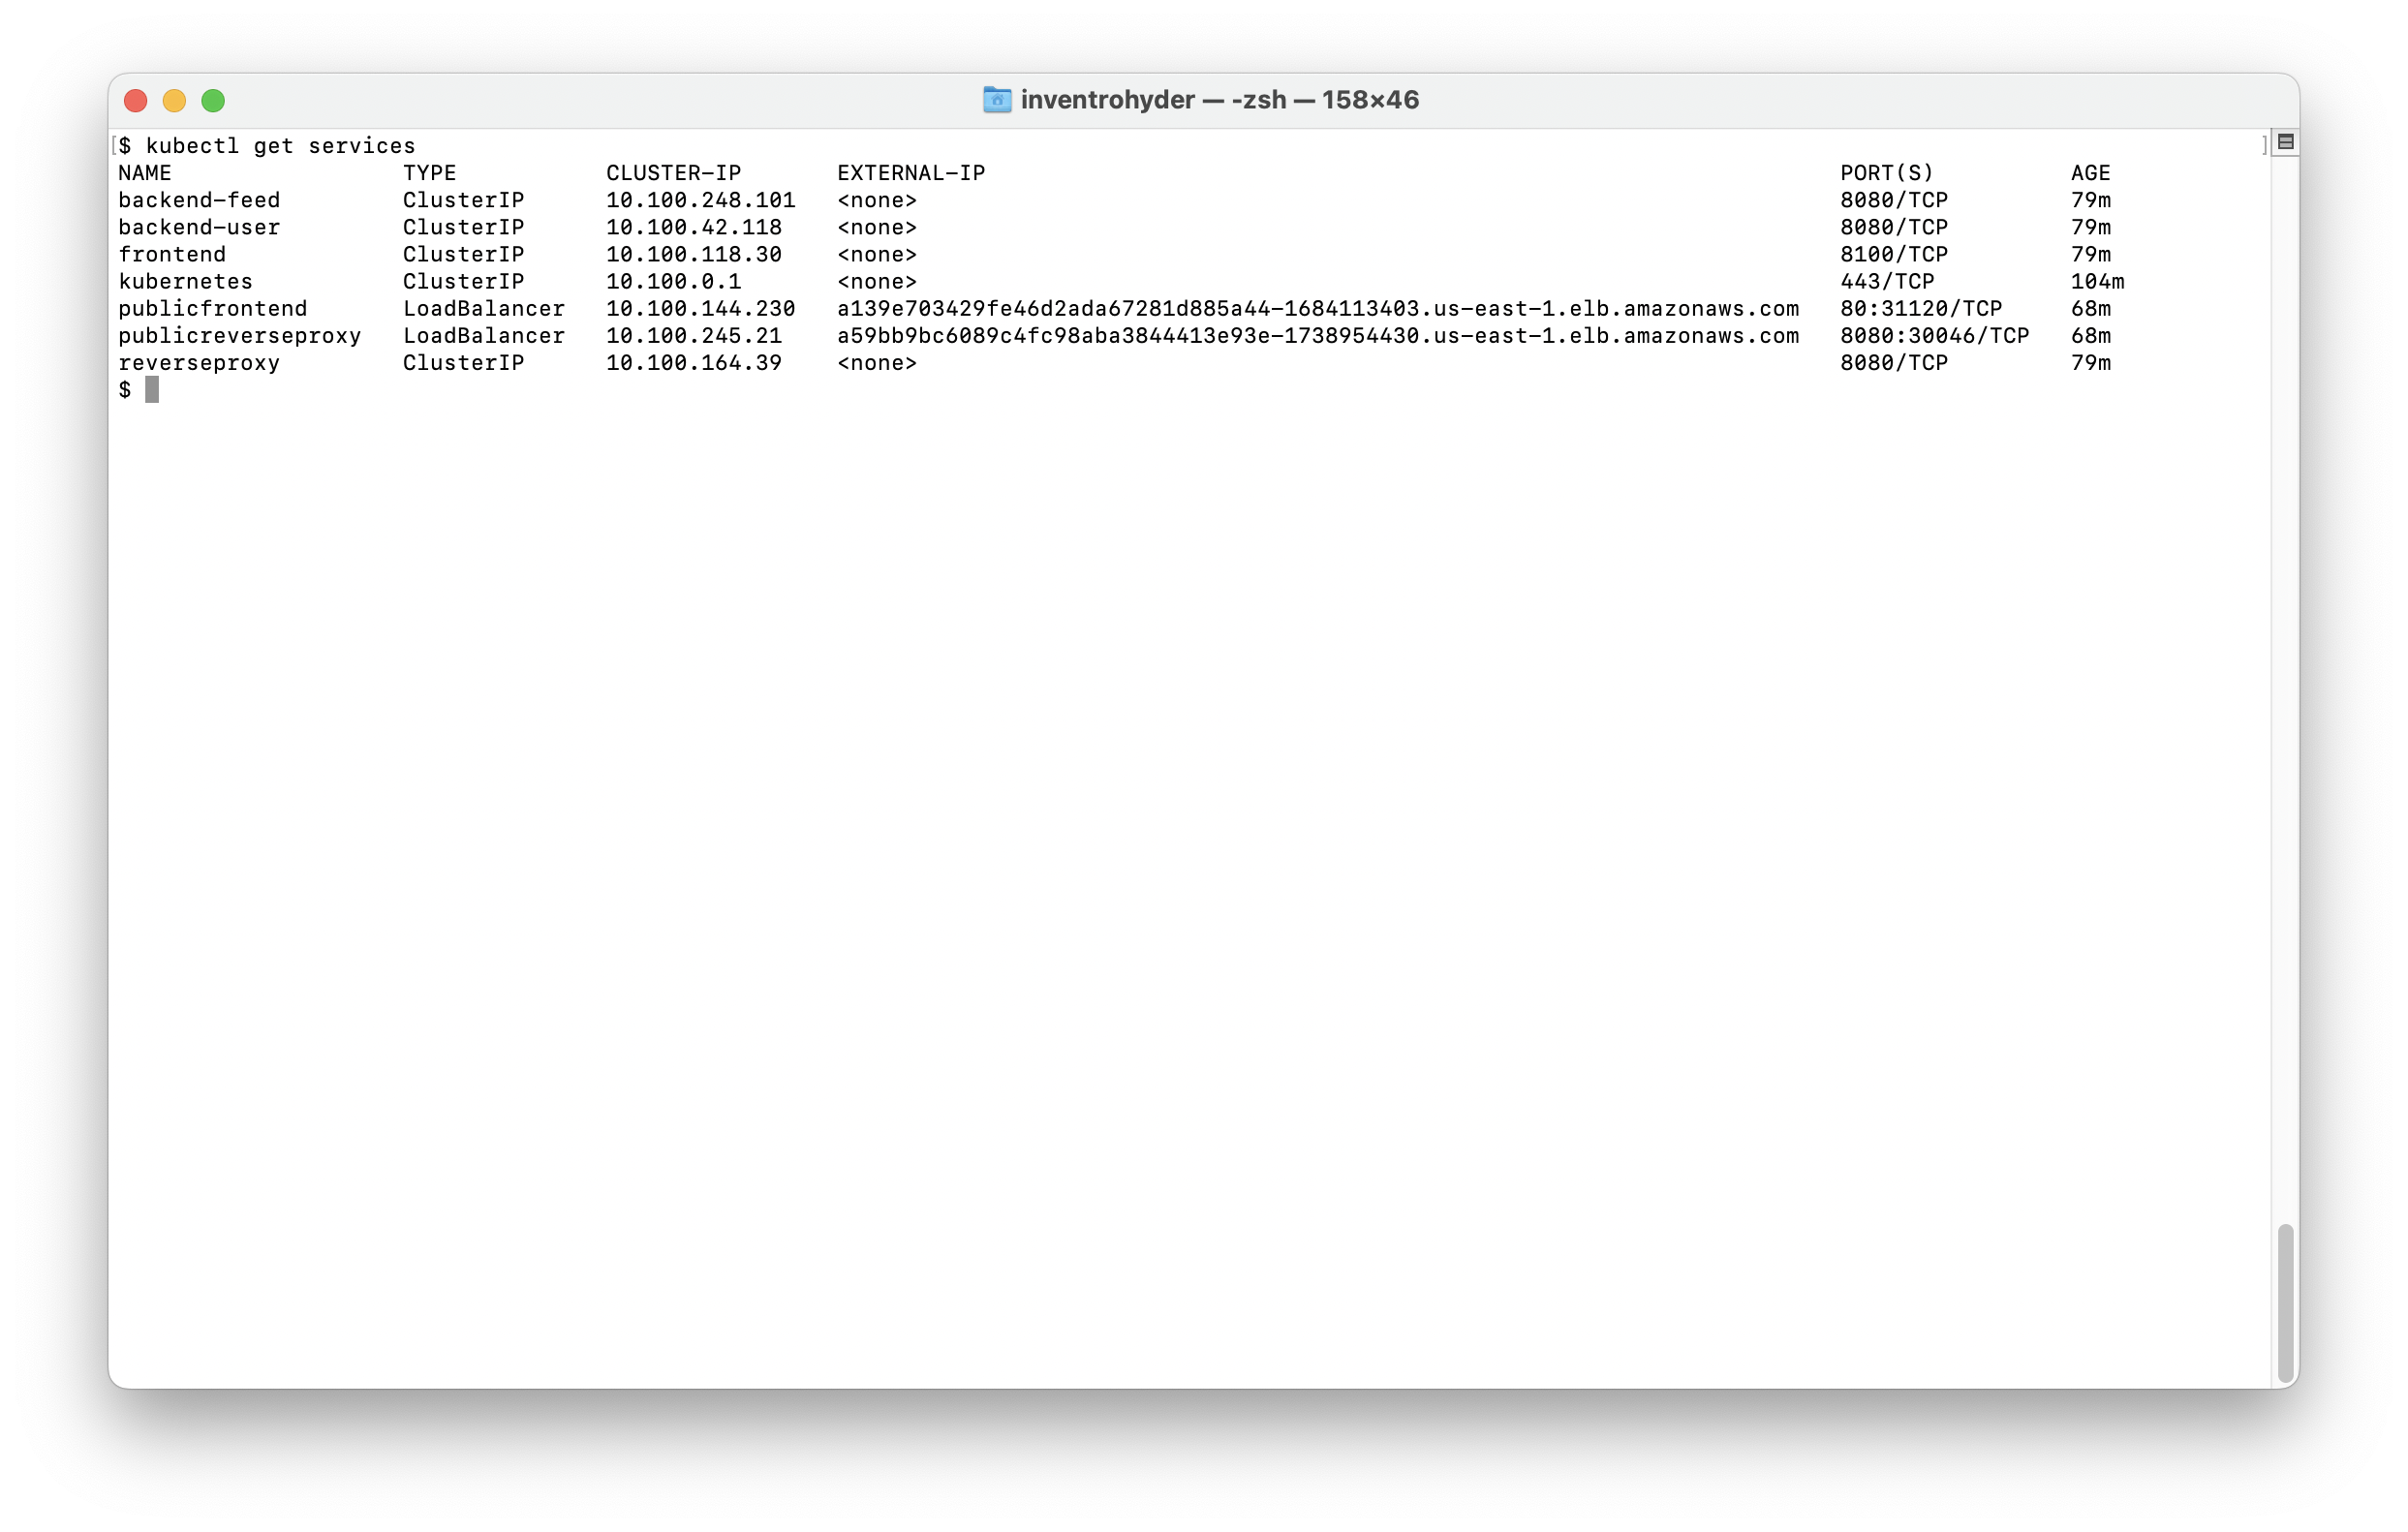 inventrohyder — -zsh — 158×46
[$ kubectl get services ]
NAME                 TYPE           CLUSTER-IP       EXTERNAL-IP                                                               PORT(S)          AGE
backend-feed         ClusterIP      10.100.248.101   <none>                                                                    8080/TCP         79m
backend-user         ClusterIP      10.100.42.118    <none>                                                                    8080/TCP         79m
frontend             ClusterIP      10.100.118.30    <none>                                                                    8100/TCP         79m
kubernetes           ClusterIP      10.100.0.1       <none>                                                                    443/TCP          104m
publicfrontend       LoadBalancer   10.100.144.230   a139e703429fe46d2ada67281d885a44-1684113403.us-east-1.elb.amazonaws.com   80:31120/TCP     68m
publicreverseproxy   LoadBalancer   10.100.245.21    a59bb9bc6089c4fc98aba3844413e93e-1738954430.us-east-1.elb.amazonaws.com   8080:30046/TCP   68m
reverseproxy         ClusterIP      10.100.164.39    <none>                                                                    8080/TCP         79m
$